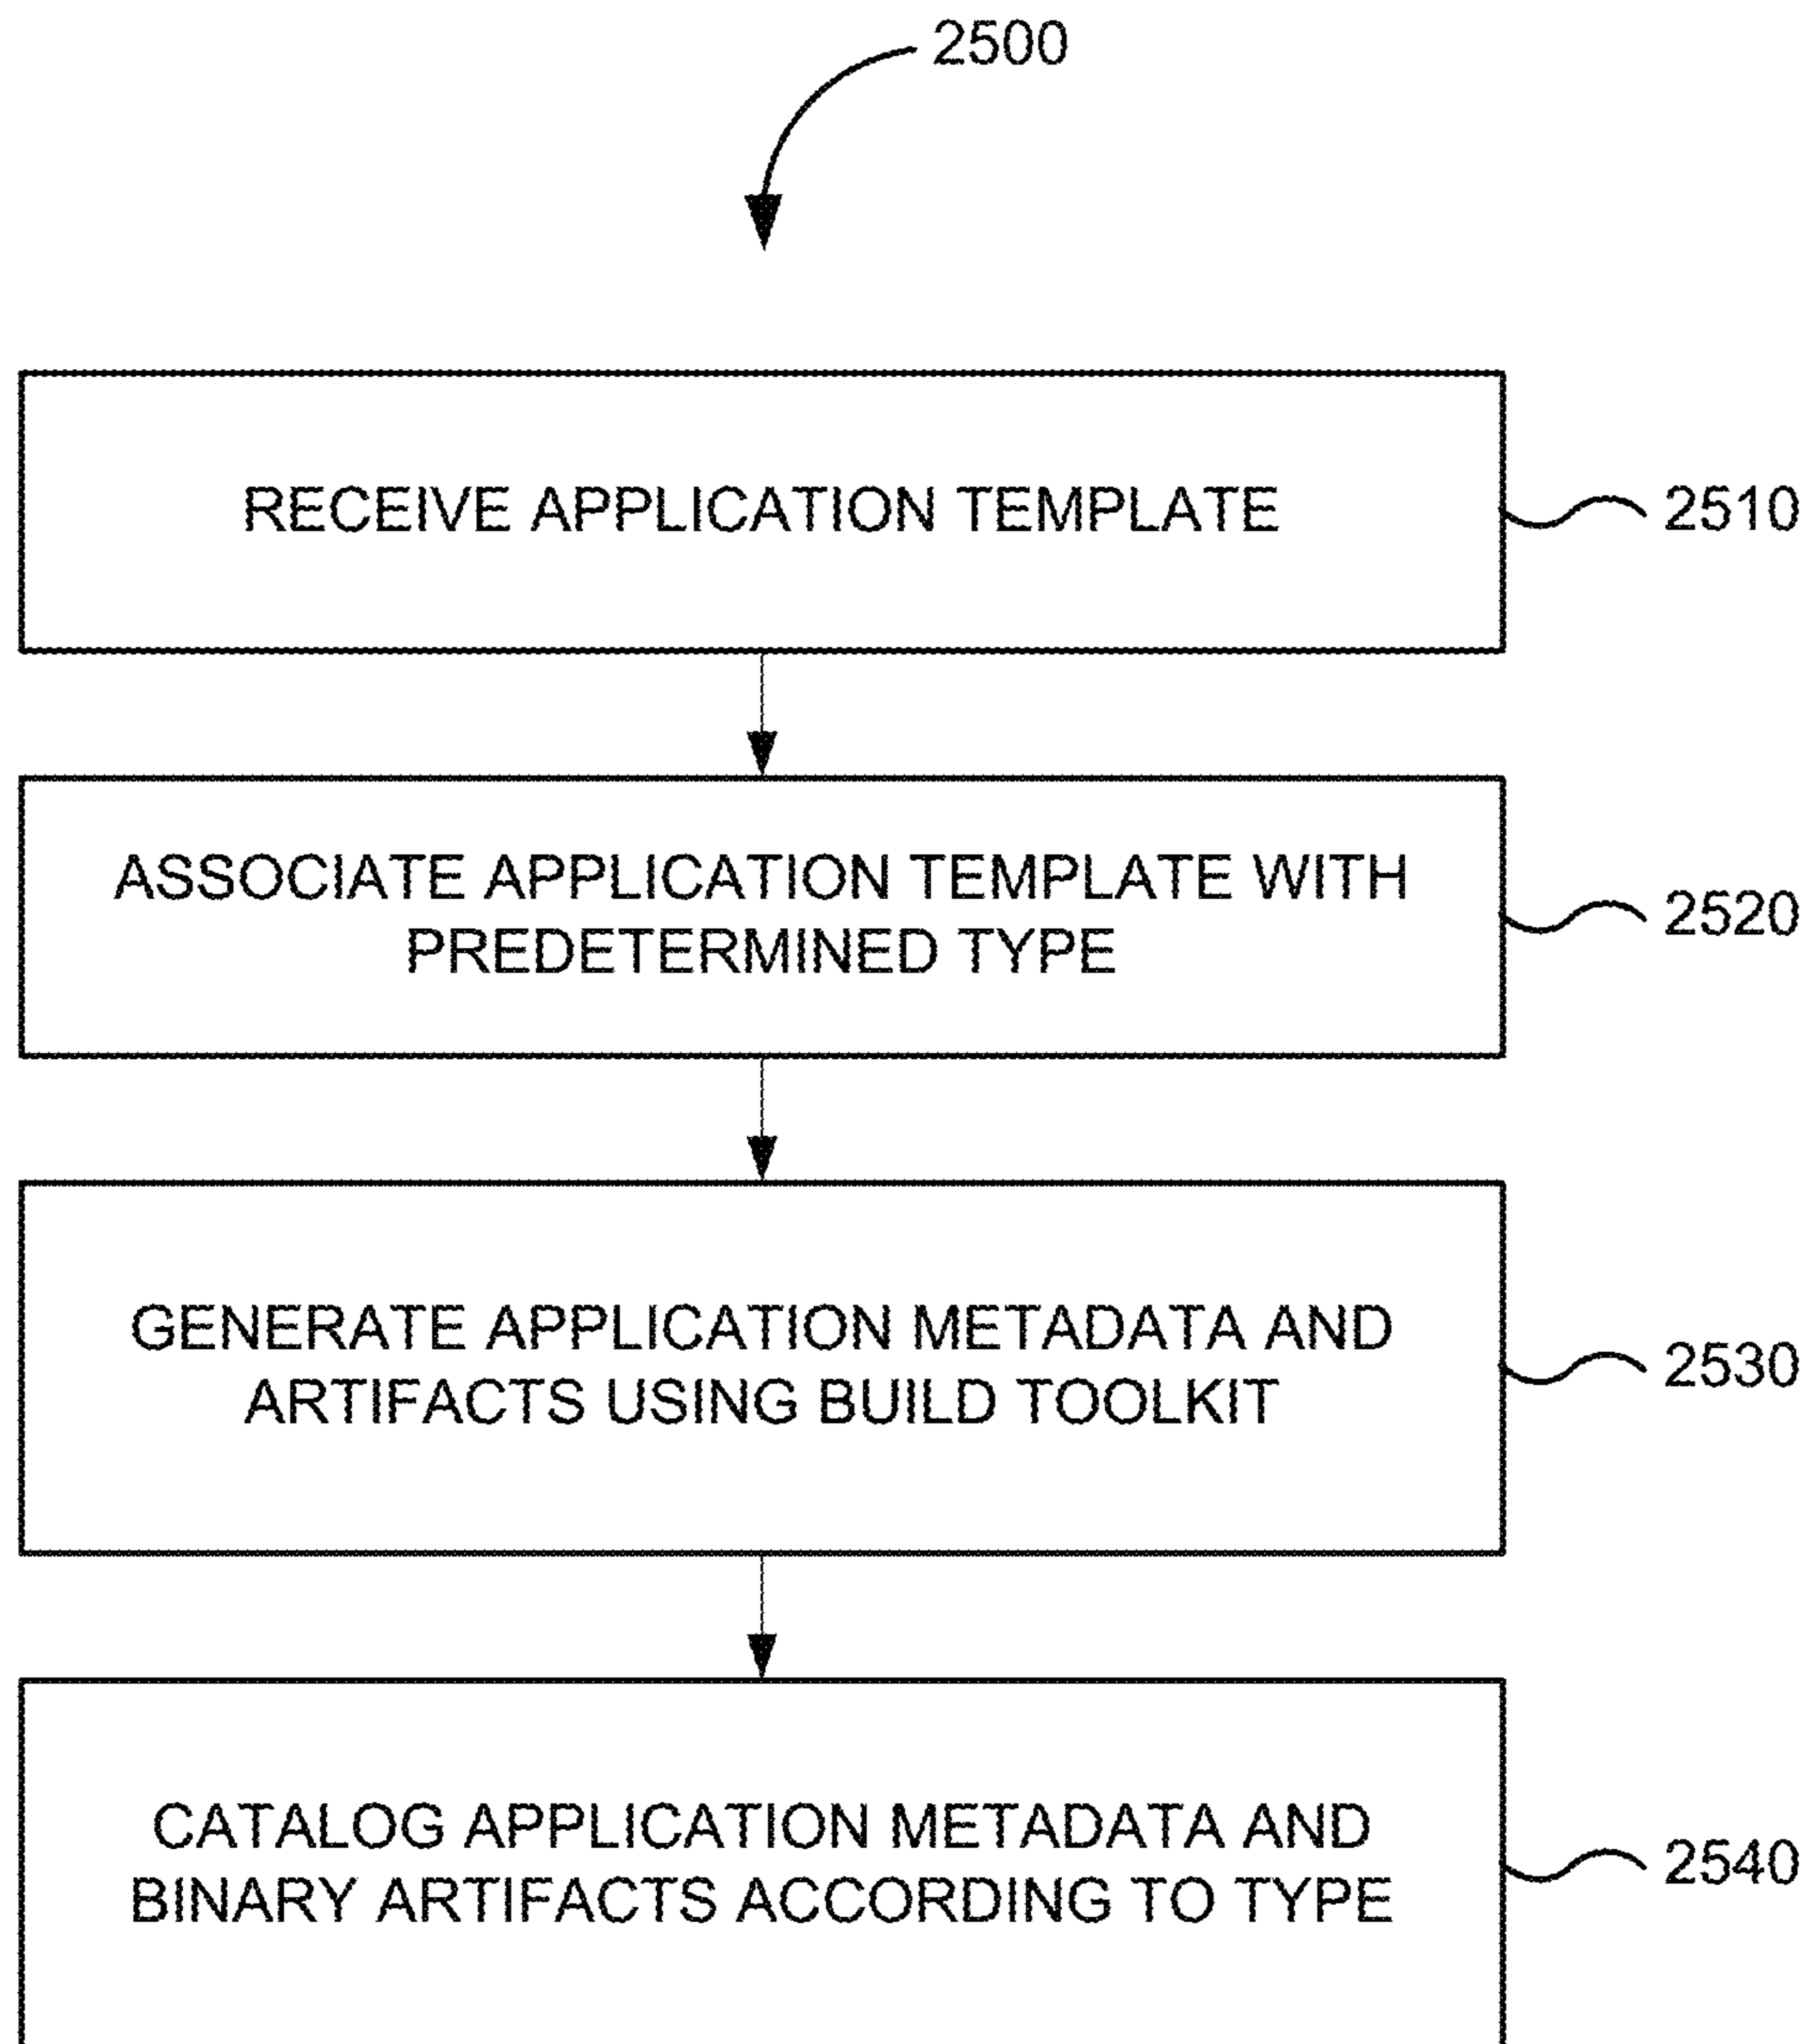 2500
RECEIVE APPLICATION TEMPLATE
2510
ASSOCIATE APPLICATION TEMPLATE WITH
PREDETERMINED TYPE
2520
GENERATE APPLICATION METADATA AND
ARTIFACTS USING BUILD TOOLKIT
2530
CATALOG APPLICATION METADATA AND
BINARY ARTIFACTS ACCORDING TO TYPE
2540